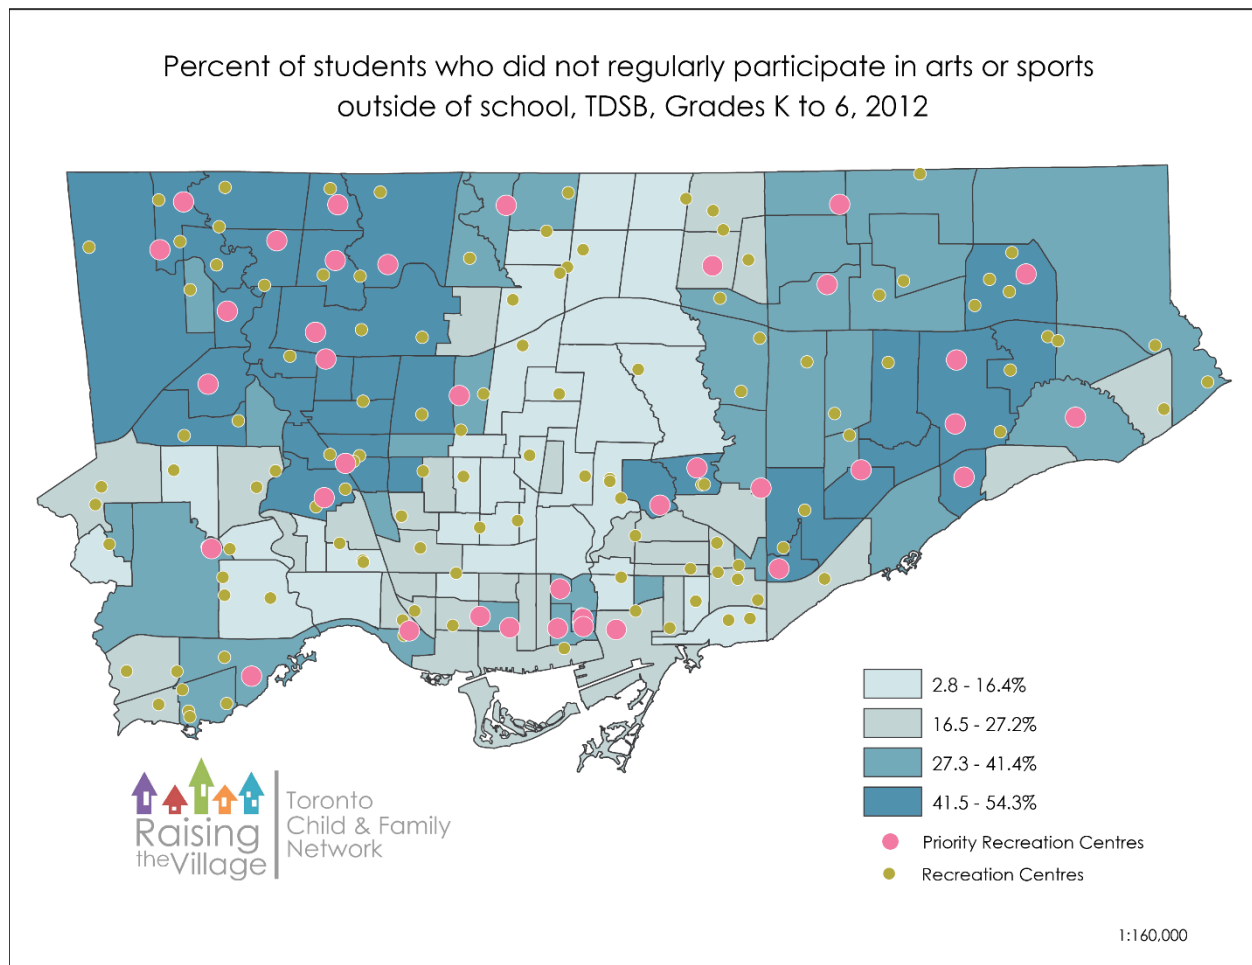 Percent of students who did not regularly participate in arts or sports
outside of school, TDSB, Grades K to 6, 2012
2.8 - 16.4%
16.5 - 27.2%
27.3 - 41.4%
41.5 - 54.3%
Priority Recreation Centres
Recreation Centres
Raising
the Village
Toronto
Child & Family
Network
1:160,000